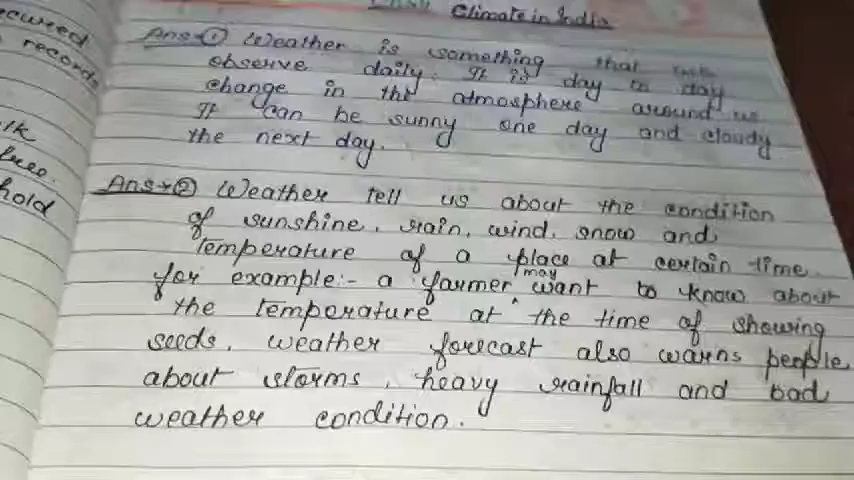 Climate in India
Ans→① Weather is something that
observe daily. It is day to day
change in the atmosphere around us
It can be sunny one day and cloudy
the next day.
Ans→② Weather tell us about the condition
of sunshine, rain, wind, snow and
temperature of a place at certain time.
for example:- a farmer may want to know about
the temperature at the time of showing
seeds, weather forecast also warns people
about storms, heavy rainfall and bad
weather condition.
ecured
records
lk
hold